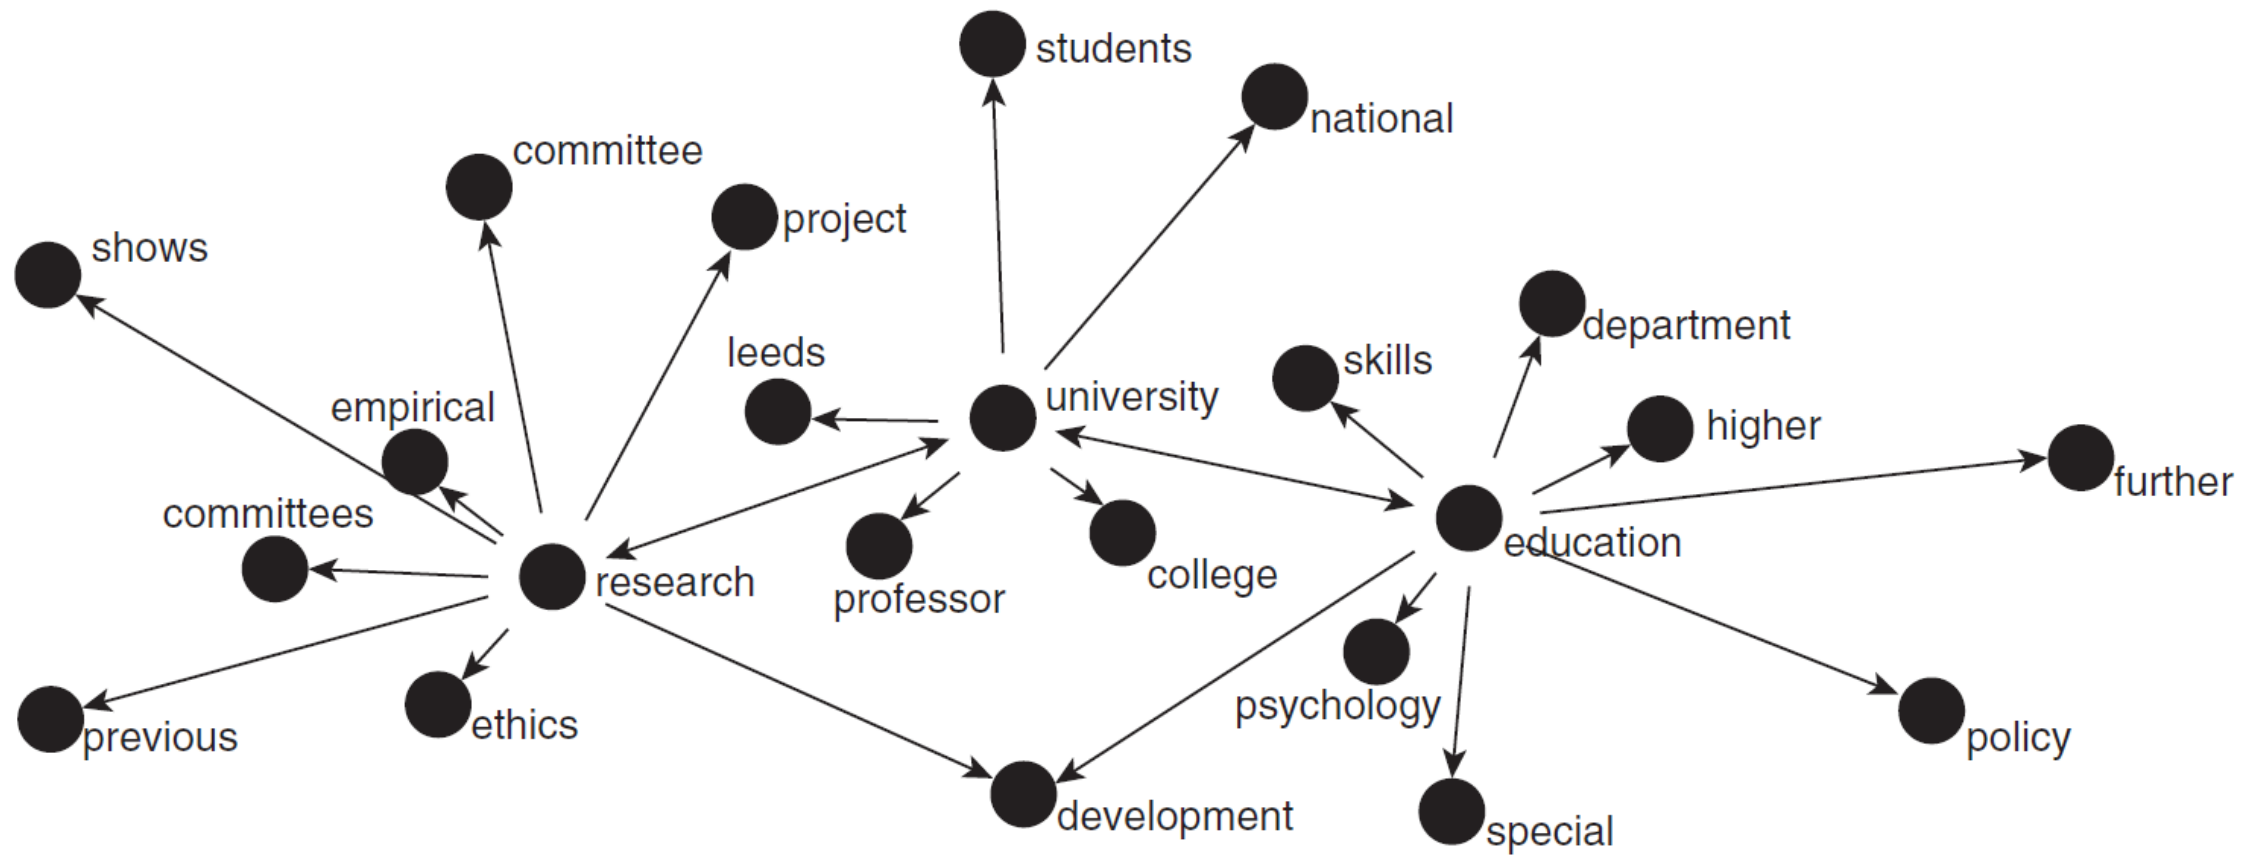 students
national
committee
project
shows
department
leeds
skills
university
empirical
higher
further
committees
education
research
college
professor
psychology
ethics
previous
policy
development
special